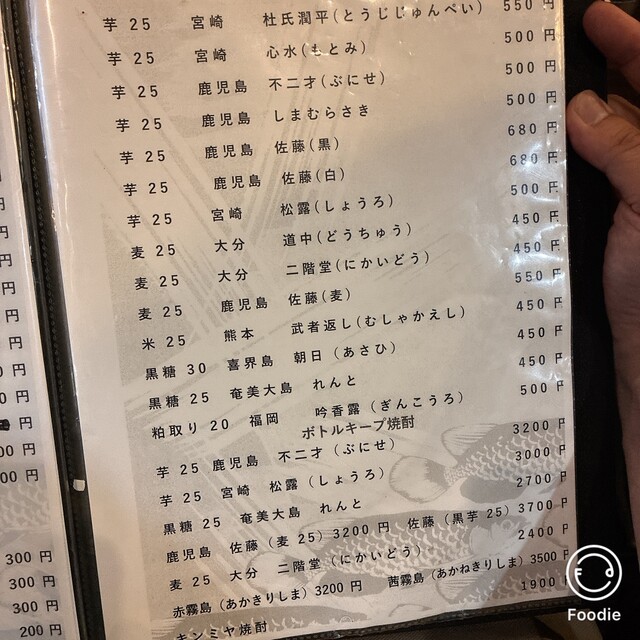 芋 25 宮崎 杜氏潤平(とうじじゅんぺい) 550 円
芋 25 宮崎 心水(もとみ) 500 円
芋 25 鹿児島 不二才(ぶにせ) 500 円
芋 25 鹿児島 しまむらさき 500 円
芋 25 鹿児島 佐藤(黒) 680 円
芋 25 鹿児島 佐藤(白) 680 円
芋 25 宮崎 松露(しょうろ) 500 円
麦 25 大分 道中(どうちゅう) 450 円
麦 25 大分 二階堂(にかいどう) 450 円
麦 25 鹿児島 佐藤(麦) 550 円
米 25 熊本 武者返し(むしゃかえし) 450 円
黒糖 30 喜界島 朝日 (あさひ) 450 円
黒糖 25 奄美大島 れんと 450 円
粕取り 20 福岡 吟香露 (ぎんこうろ) 500 円
ボトルキープ焼酎
芋 25 鹿児島 不二才 (ぶにせ) 3200 円
芋 25 宮崎 松露 (しょうろ) 3000 円
黒糖 25 奄美大島 れんと 2700 円
鹿児島 佐藤 (麦 25) 3200 円 佐藤 (黒芋 25) 3700 円
麦 25 大分 二階堂 (にかいどう) 2400 円
赤霧島 (あかきりしま) 3200 円 茜霧島 (あかねきりしま) 3500 円
キンミヤ焼酎 1900 円
300 円
300 円
300 円
200 円
Foodie